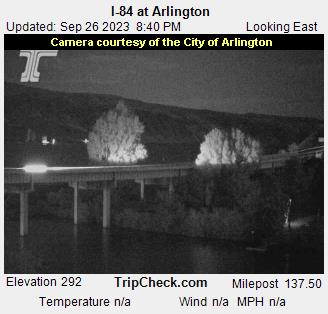 I-84 at Arlington
Updated: Sep 26 2023 8:40 PM Looking East
Camera courtesy of the City of Arlington
Elevation 292 TripCheck.com Milepost 137.50
Temperature n/a Wind n/a MPH n/a